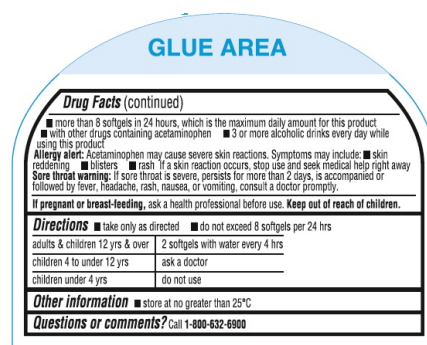 GLUE AREA
Drug Facts (continued)
■ more than 8 softgels in 24 hours, which is the maximum daily amount for this product
■ with other drugs containing acetaminophen ■ 3 or more alcoholic drinks every day while
using this product
Allergy alert: Acetaminophen may cause severe skin reactions. Symptoms may include: ■ skin
reddening ■ blisters ■ rash If a skin reaction occurs, stop use and seek medical help right away
Sore throat warning: If sore throat is severe, persists for more than 2 days, is accompanied or
followed by fever, headache, rash, nausea, or vomiting, consult a doctor promptly.
If pregnant or breast-feeding, ask a health professional before use. Keep out of reach of children.
Directions ■ take only as directed ■ do not exceed 8 softgels per 24 hrs
adults & children 12 yrs & over 2 softgels with water every 4 hrs
children 4 to under 12 yrs ask a doctor
children under 4 yrs do not use
Other information ■ store at no greater than 25°C
Questions or comments? Call 1-800-632-6900